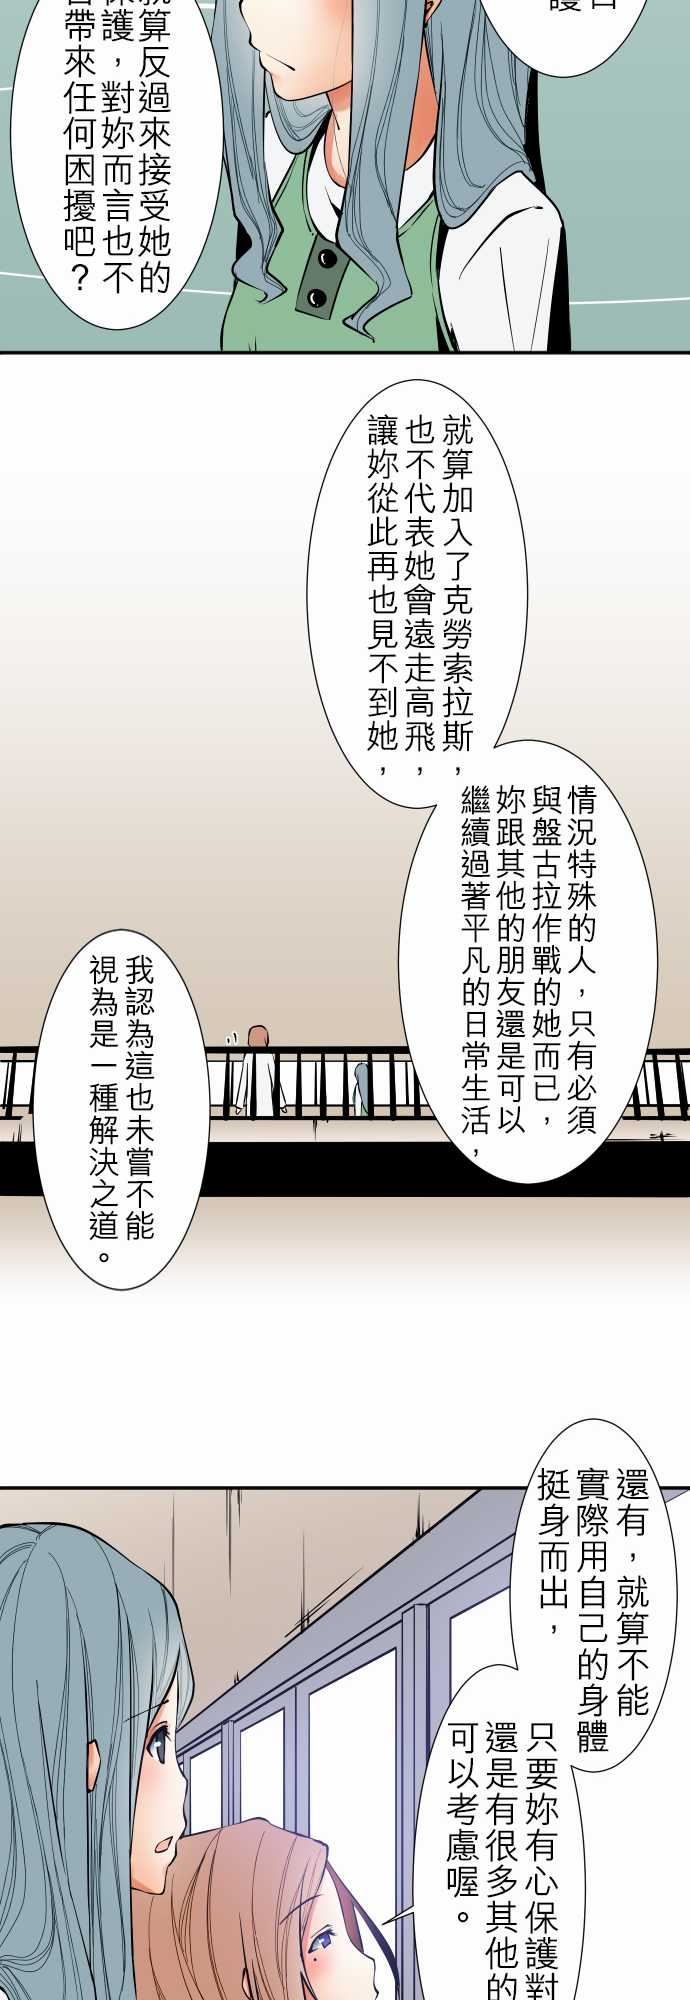 護
就算反過來接受她的
保護，對妳而言也不
會帶來任何困擾吧？
就算加入了克勞索拉斯，
也不代表她會遠走高飛，
讓妳從此再也見不到她，
情況特殊的人，只有必須
與盤古拉作戰的她而已，
妳跟其他的朋友還是可以
繼續過著平凡的日常生活，
我認為這也未嘗不能
視為是一種解決之道。
還有，就算不能
實際用自己的身體
挺身而出，
只要妳有心保護對
還是有很多其他的
可以考慮喔。